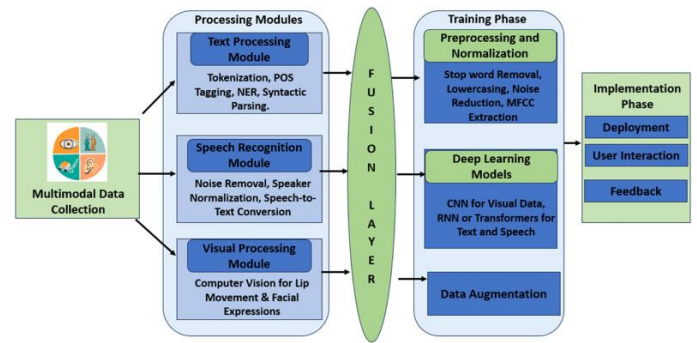 Processing Modules
Text Processing
Module
Tokenization, POS
Tagging, NER, Syntactic
Parsing.
Speech Recognition
Module
Noise Removal, Speaker
Normalization, Speech-to-
Text Conversion
Visual Processing
Module
Computer Vision for Lip
Movement & Facial
Expressions
Multimodal Data
Collection
F
U
S
I
O
N
L
A
Y
E
R
Training Phase
Preprocessing and
Normalization
Stop word Removal,
Lowercasing, Noise
Reduction, MFCC
Extraction
Deep Learning
Models
CNN for Visual Data,
RNN or Transformers for
Text and Speech
Data Augmentation
Implementation
Phase
Deployment
User Interaction
Feedback